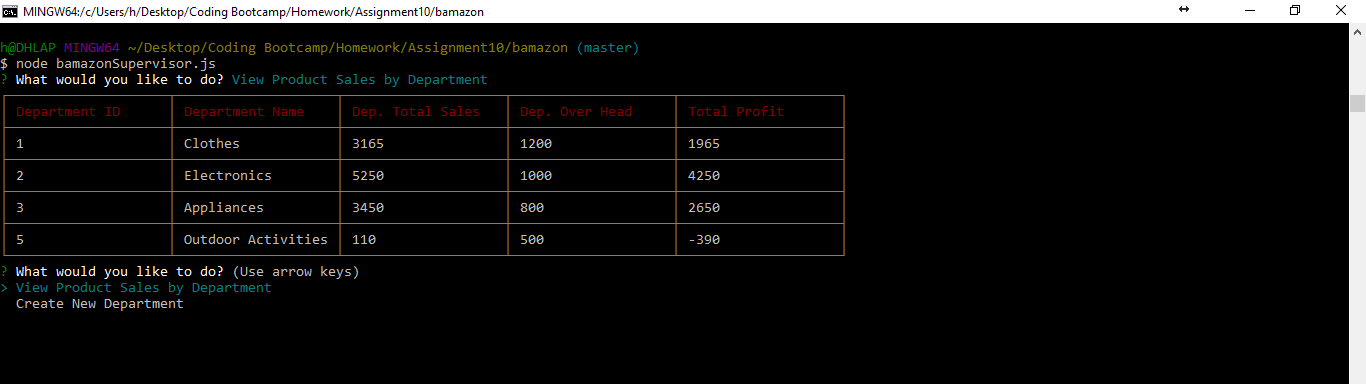 MINGW64:/c/Users/h/Desktop/Coding Bootcamp/Homework/Assignment10/bamazon
h@DHLAP MINGW64 ~/Desktop/Coding Bootcamp/Homework/Assignment10/bamazon (master)
$ node bamazonSupervisor.js
? What would you like to do? View Product Sales by Department
Department ID Department Name Dep. Total Sales Dep. Over Head Total Profit
1 Clothes 3165 1200 1965
2 Electronics 5250 1000 4250
3 Appliances 3450 800 2650
5 Outdoor Activities 110 500 -390
? What would you like to do? (Use arrow keys)
> View Product Sales by Department
Create New Department